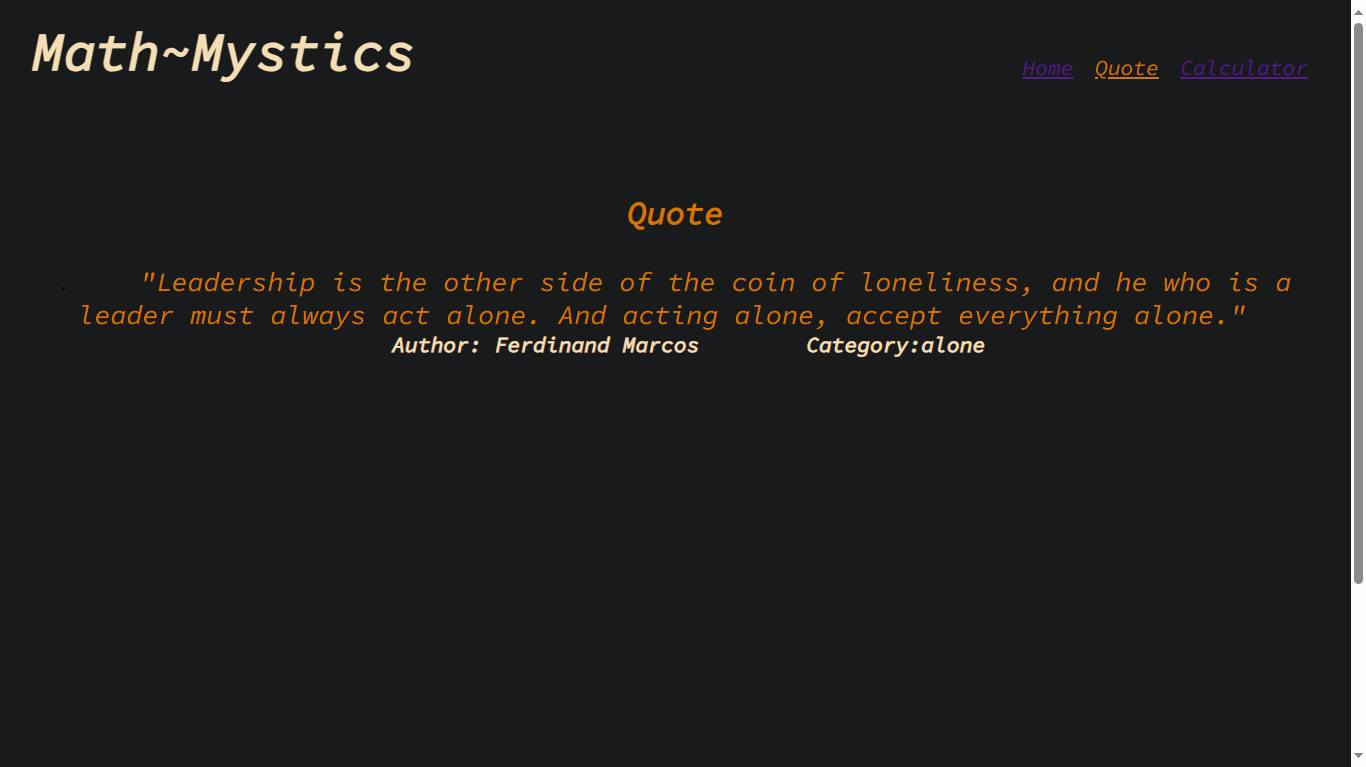 Math~Mystics
Home Quote Calculator
Quote
"Leadership is the other side of the coin of loneliness, and he who is a
leader must always act alone. And acting alone, accept everything alone."
Author: Ferdinand Marcos Category:alone